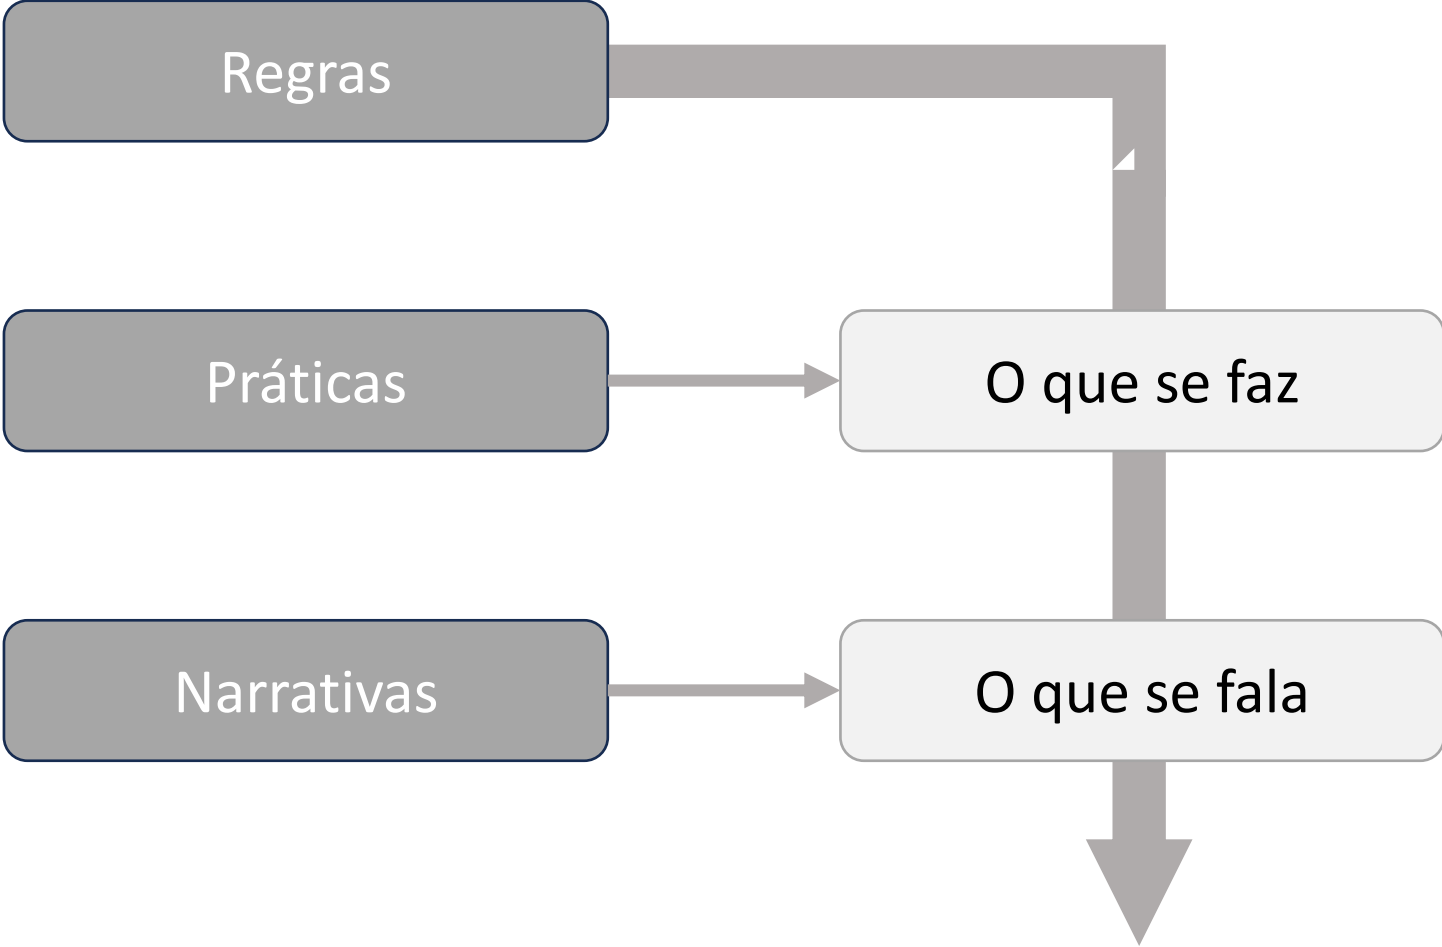 Regras
Práticas
O que se faz
Narrativas
O que se fala